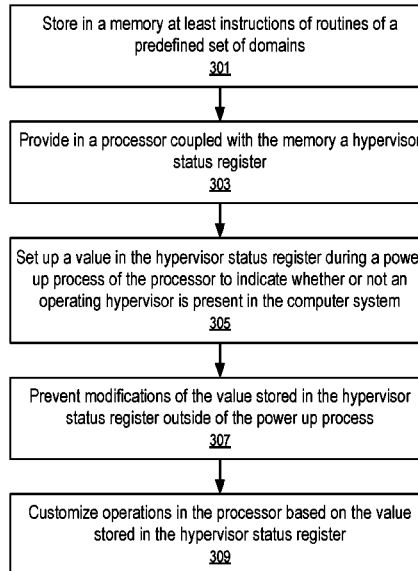 Store in a memory at least instructions of routines of a
predefined set of domains
301
Provide in a processor coupled with the memory a hypervisor
status register
303
Set up a value in the hypervisor status register during a power
up process of the processor to indicate whether or not an
operating hypervisor is present in the computer system
305
Prevent modifications of the value stored in the hypervisor
status register outside of the power up process
307
Customize operations in the processor based on the value
stored in the hypervisor status register
309